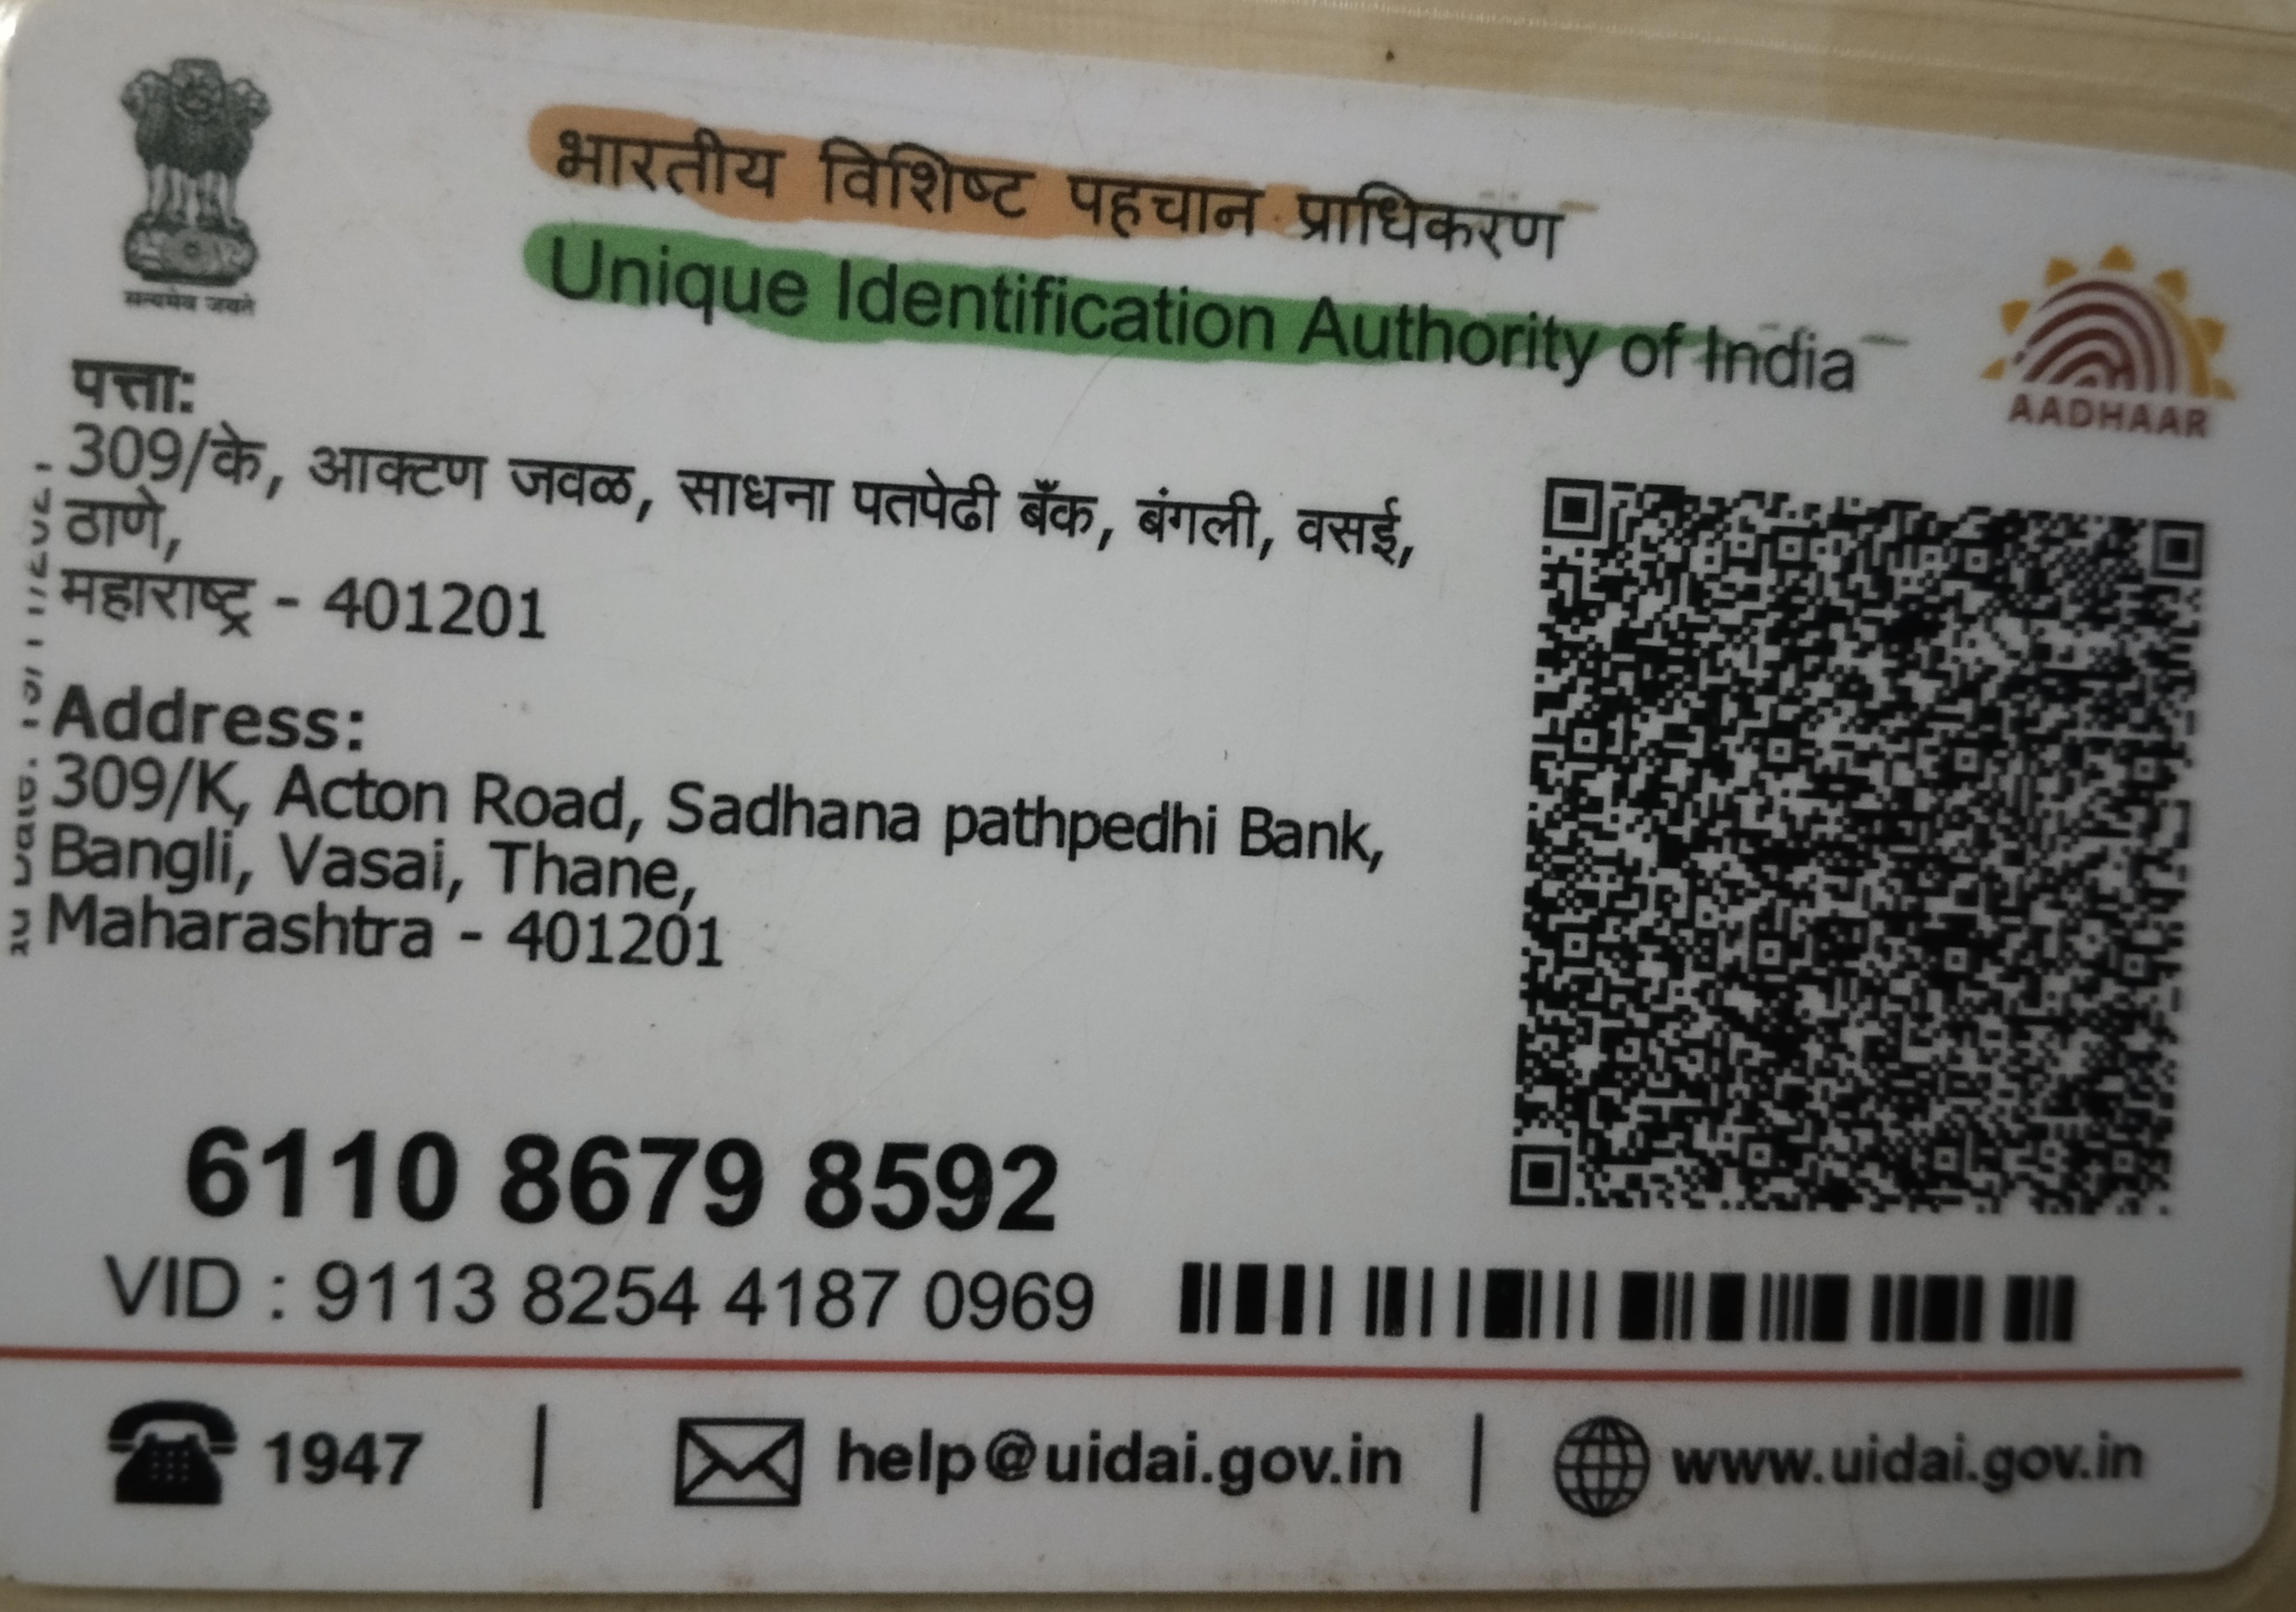 सत्यमेव जयते
भारतीय विशिष्ट पहचान प्राधिकरण
Unique Identification Authority of India
AADHAAR
पत्ता:
309/के, आक्टण जवळ, साधना पतपेढी बँक, बंगली, वसई,
ठाणे,
महाराष्ट्र - 401201
Address:
309/K, Acton Road, Sadhana pathpedhi Bank,
Bangli, Vasai, Thane,
Maharashtra - 401201
6110 8679 8592
VID : 9113 8254 4187 0969
1947 | help@uidai.gov.in | www.uidai.gov.in